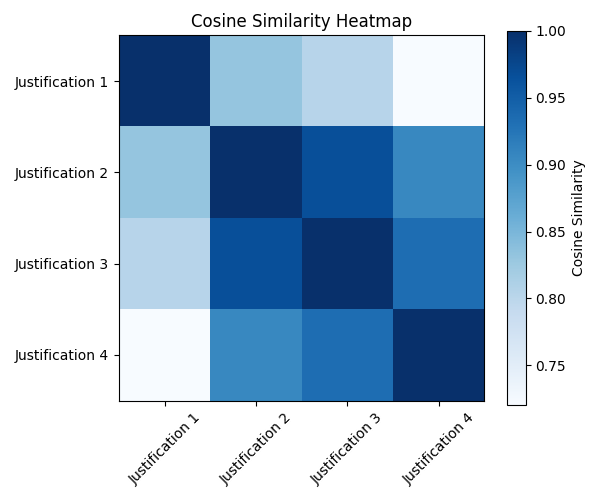 Cosine Similarity Heatmap
Justification 1
Justification 2
Justification 3
Justification 4
Justification 1
Justification 2
Justification 3
Justification 4
1.00
0.95
0.90
0.85
0.80
0.75
Cosine Similarity